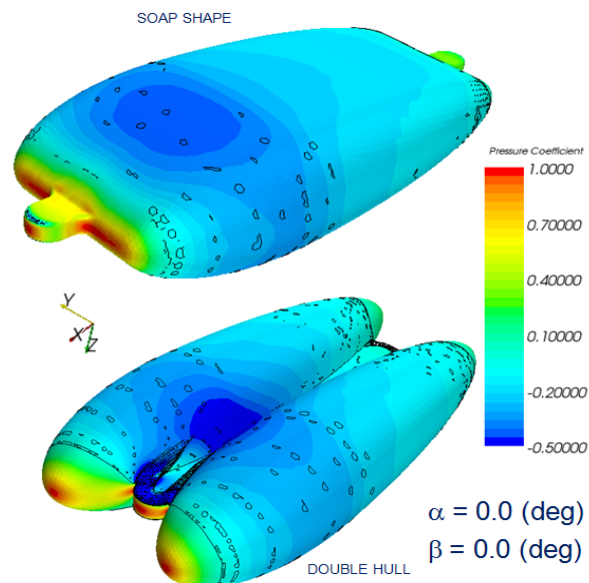 SOAP SHAPE
Pressure Coefficient
1.0000
0.70000
0.40000
0.10000
-0.20000
-0.50000
Y
X
Z
α = 0.0 (deg)
β = 0.0 (deg)
DOUBLE HULL